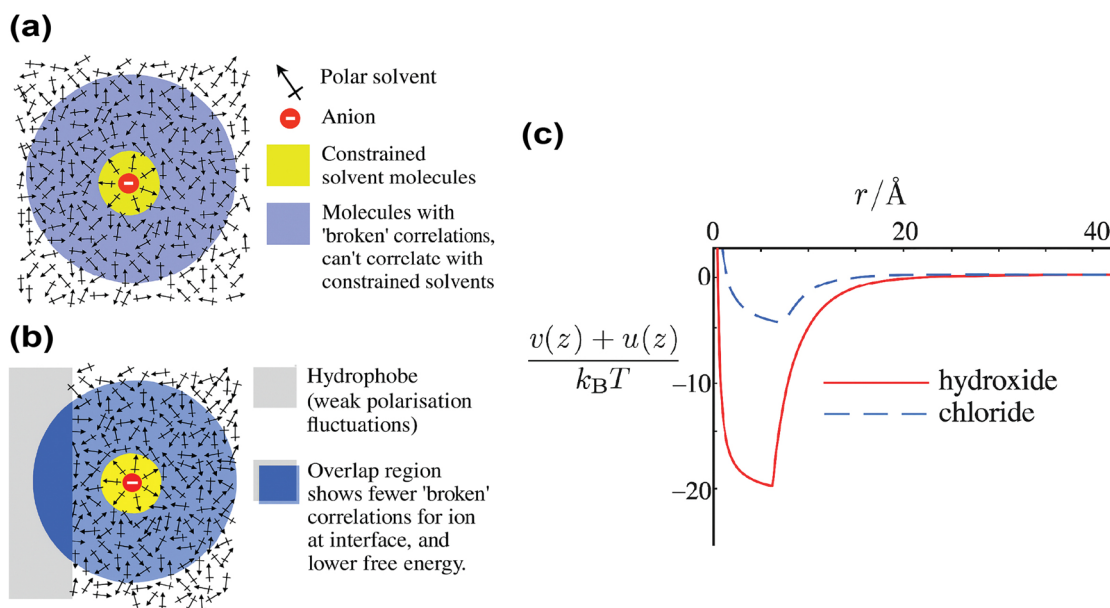 (a)
Polar solvent
Anion
Constrained
solvent molecules
Molecules with
'broken' correlations,
can't correlate with
constrained solvents
(b)
Hydrophobe
(weak polarisation
fluctuations)
Overlap region
shows fewer 'broken'
correlations for ion
at interface, and
lower free energy.
(c)
r/Å
0 20 40
0
v(z) + u(z)
k_BT
−10
−20
hydroxide
chloride